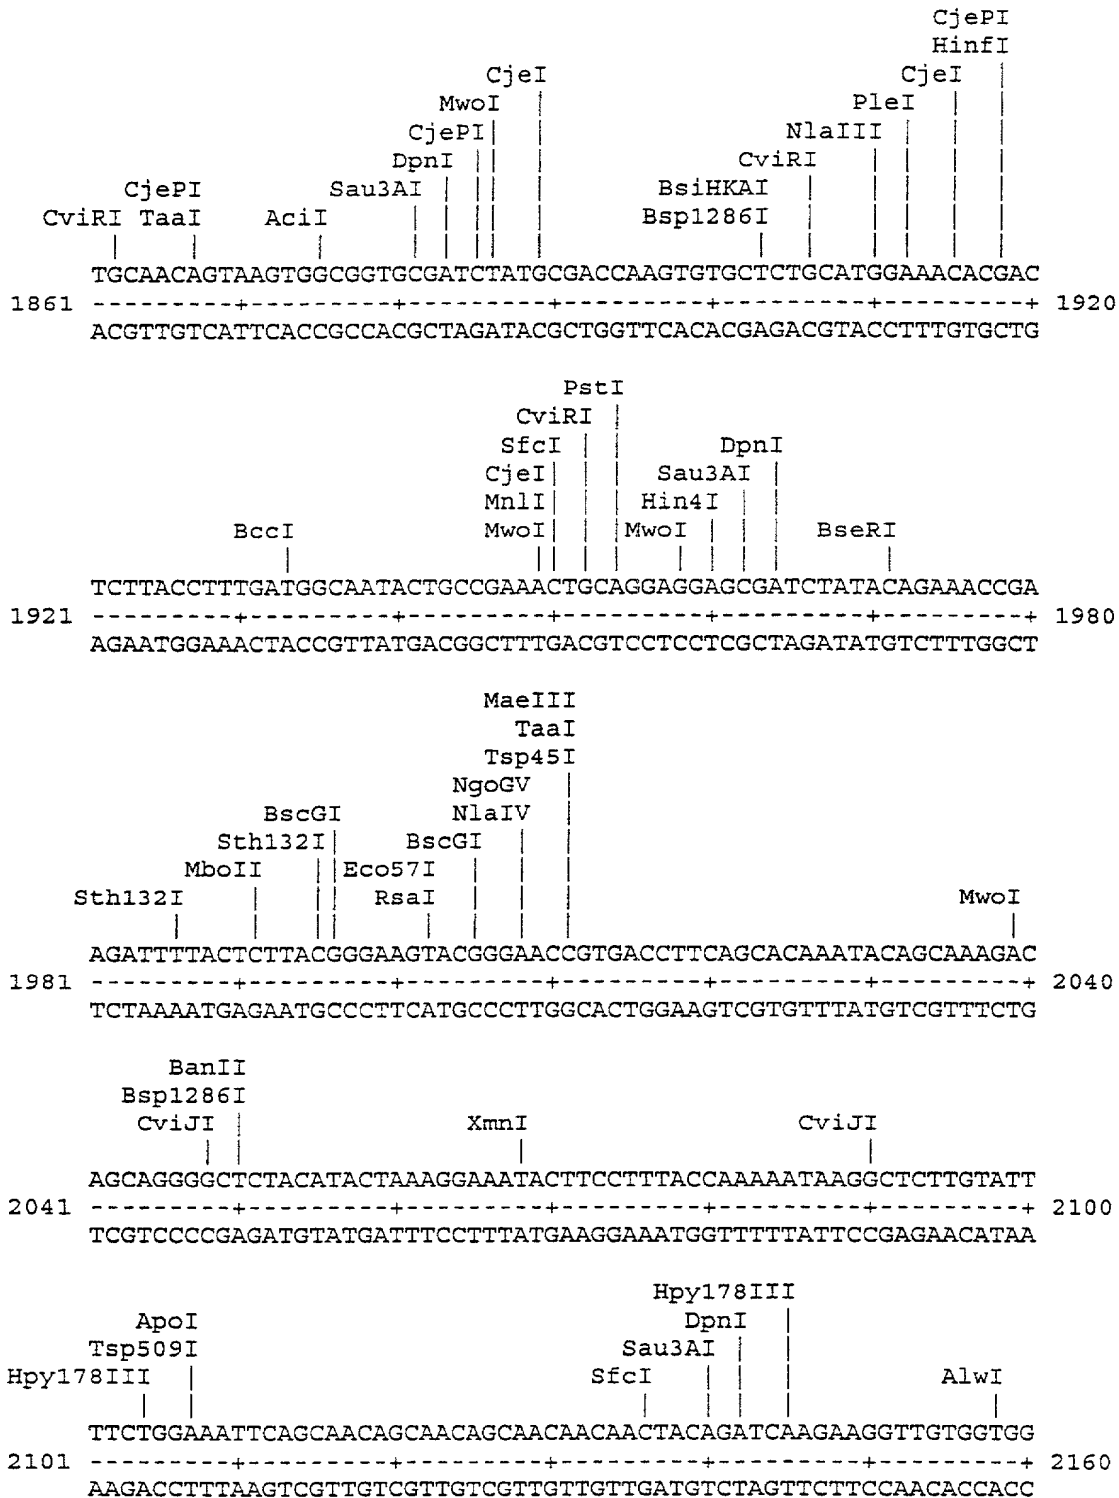 CjePI
HinfI
CjeI CjeI
MwoI PleI
CjePI NlaIII
DpnI CviRI
CjePI Sau3AI BsiHKAI
CviRI TaaI AciI Bsp1286I
TGCAACAGTAAGTGGCGGTGCGATCTATGCGACCAAGTGTGCTCTGCATGGAAACACGAC
1861 ---------+---------+---------+---------+---------+---------+ 1920
ACGTTGTCATTCACCGCCACGCTAGATACGCTGGTTCACACGAGACGTACCTTTGTGCTG
PstI
CviRI
SfcI DpnI
CjeI Sau3AI
MnlI Hin4I
BccI MwoI MwoI BseRI
TCTTACCTTTGATGGCAATACTGCCGAAACTGCAGGAGGAGCGATCTATACAGAAACCGA
1921 ---------+---------+---------+---------+---------+---------+ 1980
AGAATGGAAACTACCGTTATGACGGCTTTGACGTCCTCCTCGCTAGATATGTCTTTGGCT
MaeIII
TaaI
Tsp45I
NgoGV
BscGI NlaIV
Sth132I BscGI
MboII Eco57I
Sth132I RsaI MwoI
AGATTTTACTCTTACGGGAAGTACGGGAACCGTGACCTTCAGCACAAATACAGCAAAGAC
1981 ---------+---------+---------+---------+---------+---------+ 2040
TCTAAAATGAGAATGCCCTTCATGCCCTTGGCACTGGAAGTCGTGTTTATGTCGTTTCTG
BanII
Bsp1286I
CviJI XmnI CviJI
AGCAGGGGCTCTACATACTAAAGGAAATACTTCCTTTACCAAAAATAAGGCTCTTGTATT
2041 ---------+---------+---------+---------+---------+---------+ 2100
TCGTCCCCGAGATGTATGATTTCCTTTATGAAGGAAATGGTTTTTATTCCGAGAACATAA
Hpy178III
ApoI DpnI
Tsp509I Sau3AI
Hpy178III SfcI AlwI
TTCTGGAAATTCAGCAACAGCAACAGCAACAACAACTACAGATCAAGAAGGTTGTGGTGG
2101 ---------+---------+---------+---------+---------+---------+ 2160
AAGACCTTTAAGTCGTTGTCGTTGTCGTTGTTGTTGATGTCTAGTTCTTCCAACACCACC